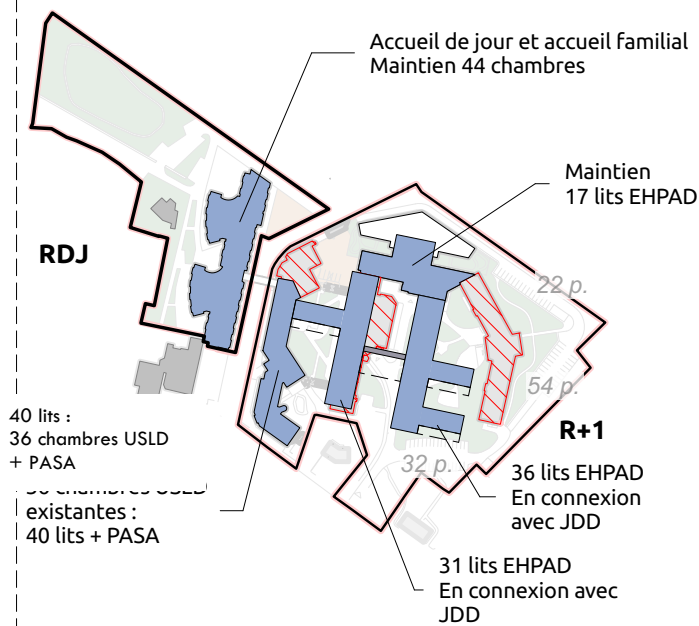 Accueil de jour et accueil familial
Maintien 44 chambres
Maintien
17 lits EHPAD
RDJ
22 p.
54 p.
40 lits :
36 chambres USLD
+ PASA
R+1
32 p.
36 lits EHPAD
En connexion
avec JDD
chambres USLD
existantes :
40 lits + PASA
31 lits EHPAD
En connexion avec
JDD